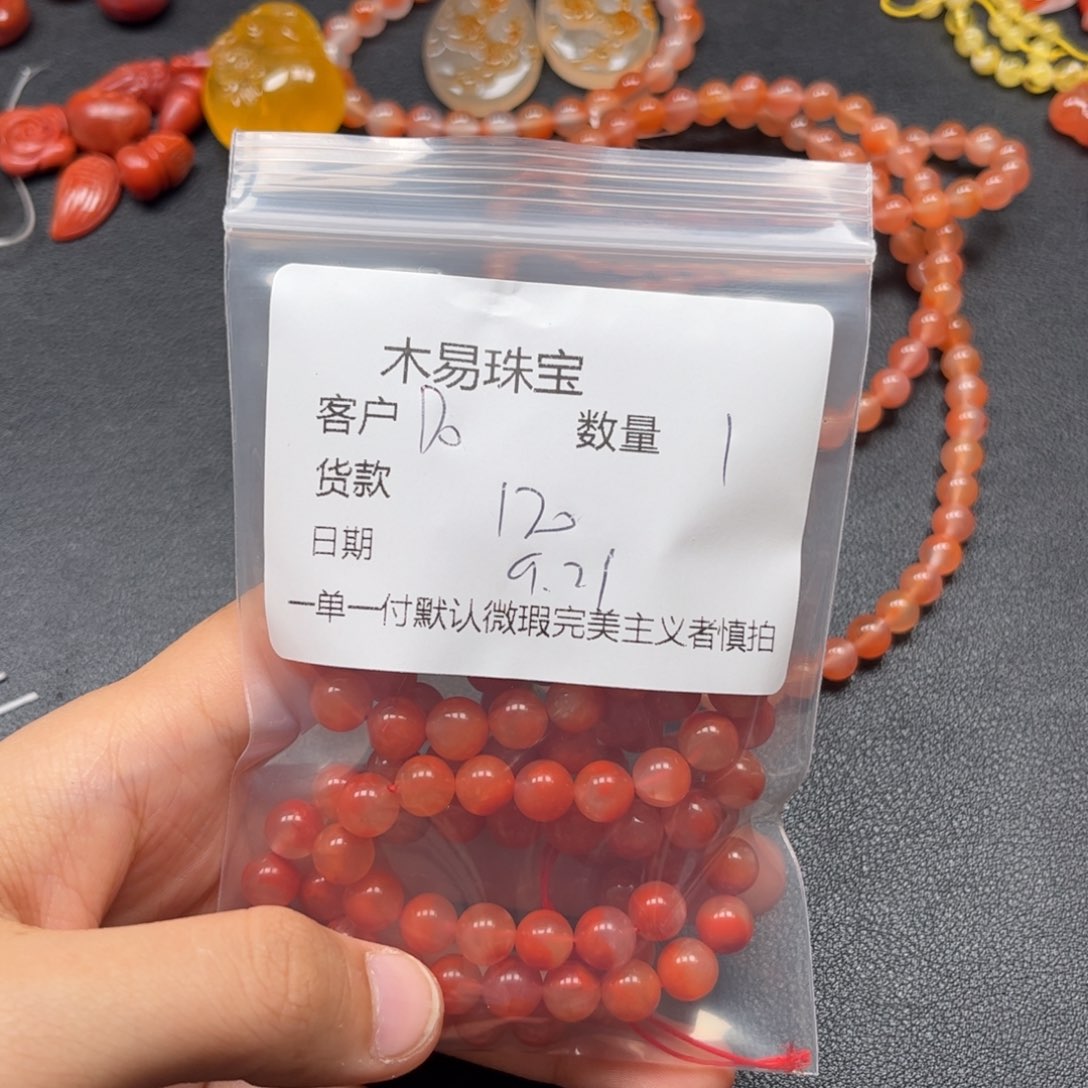 木易珠宝
客户 Do 数量 1
货款 120
日期 9.21
一单一付默认微瑕完美主义者慎拍